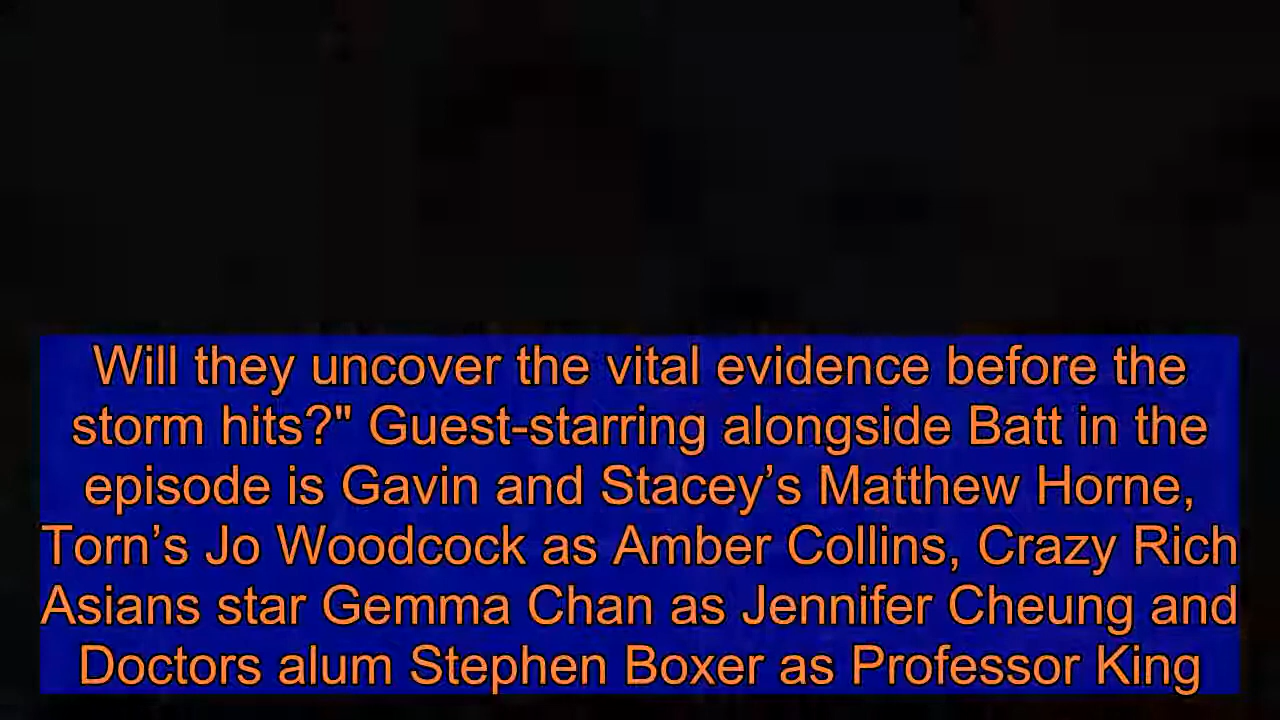 Will they uncover the vital evidence before the
storm hits?" Guest-starring alongside Batt in the
episode is Gavin and Stacey’s Matthew Horne,
Torn’s Jo Woodcock as Amber Collins, Crazy Rich
Asians star Gemma Chan as Jennifer Cheung and
Doctors alum Stephen Boxer as Professor King